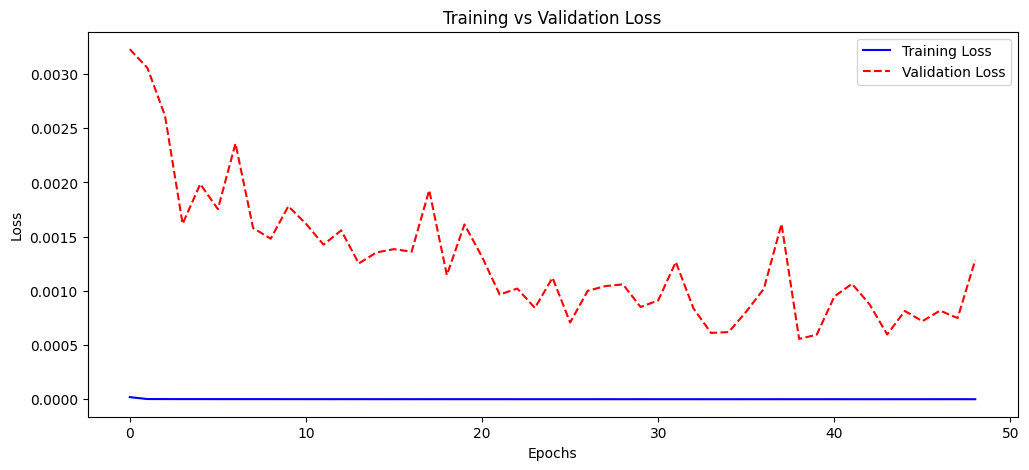 Training vs Validation Loss
Training Loss
Validation Loss
0.0030
0.0025
0.0020
0.0015
0.0010
0.0005
0.0000
Loss
0 10 20 30 40 50
Epochs